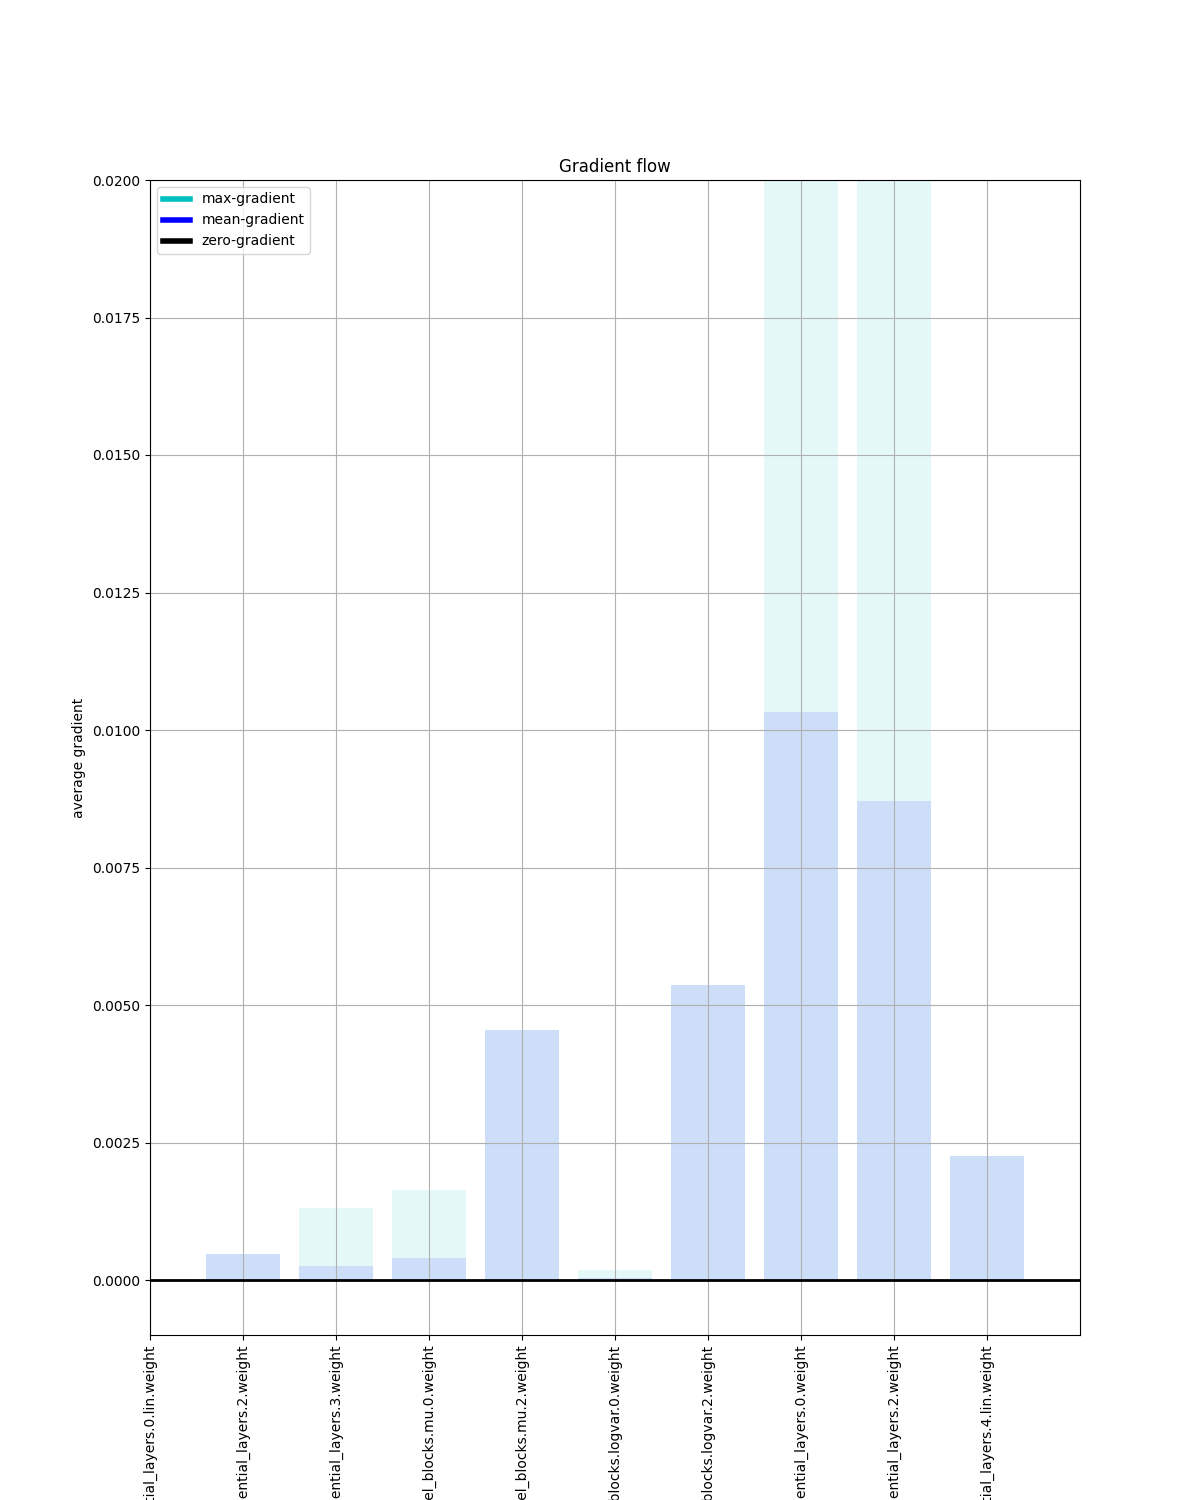 Gradient flow
max-gradient
mean-gradient
zero-gradient
0.0200
0.0175
0.0150
0.0125
0.0100
0.0075
0.0050
0.0025
0.0000
average gradient
tial_layers.0.lin.weight
ential_layers.2.weight
ential_layers.3.weight
el_blocks.mu.0.weight
el_blocks.mu.2.weight
blocks.logvar.0.weight
blocks.logvar.2.weight
ential_layers.0.weight
ential_layers.2.weight
tial_layers.4.lin.weight